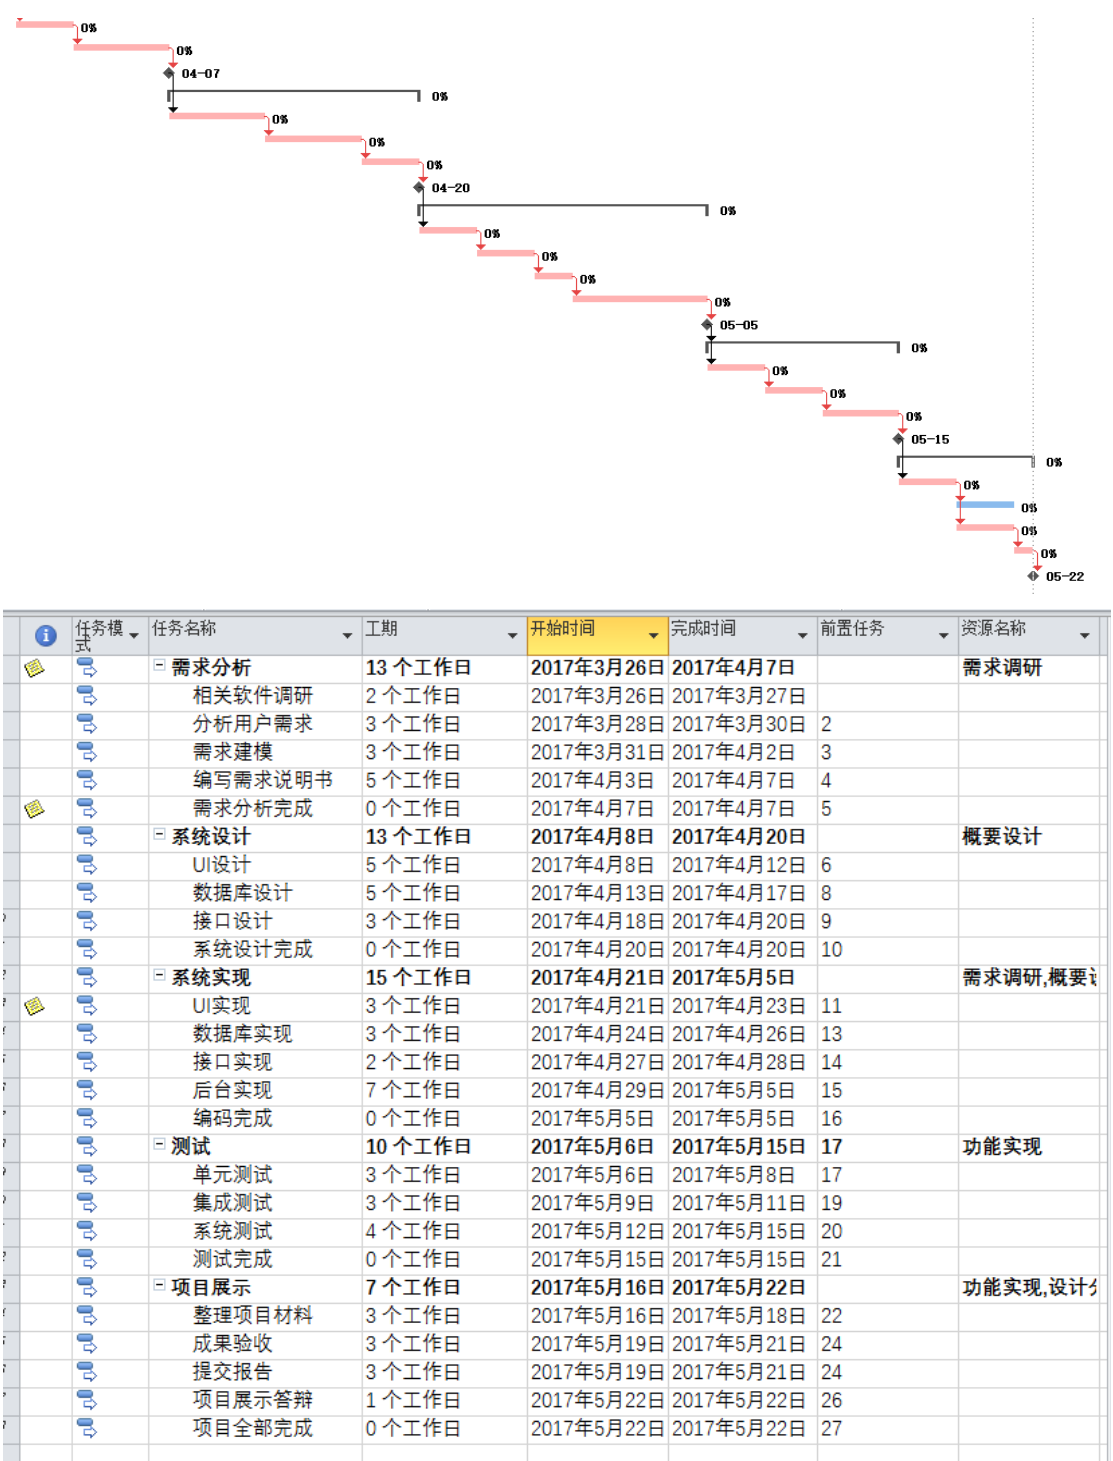 0%
0%
04-07
0%
0%
0%
0%
04-20
0%
0%
0%
0%
0%
05-05
0%
0%
0%
0%
05-15
0%
0%
0%
0%
0%
05-22
任务模式 任务名称 工期 开始时间 完成时间 前置任务 资源名称
需求分析 13 个工作日 2017年3月26日 2017年4月7日 需求调研
相关软件调研 2 个工作日 2017年3月26日 2017年3月27日
分析用户需求 3 个工作日 2017年3月28日 2017年3月30日 2
需求建模 3 个工作日 2017年3月31日 2017年4月2日 3
编写需求说明书 5 个工作日 2017年4月3日 2017年4月7日 4
需求分析完成 0 个工作日 2017年4月7日 2017年4月7日 5
系统设计 13 个工作日 2017年4月8日 2017年4月20日 概要设计
UI设计 5 个工作日 2017年4月8日 2017年4月12日 6
数据库设计 5 个工作日 2017年4月13日 2017年4月17日 8
接口设计 3 个工作日 2017年4月18日 2017年4月20日 9
系统设计完成 0 个工作日 2017年4月20日 2017年4月20日 10
系统实现 15 个工作日 2017年4月21日 2017年5月5日 需求调研,概要
UI实现 3 个工作日 2017年4月21日 2017年4月23日 11
数据库实现 3 个工作日 2017年4月24日 2017年4月26日 13
接口实现 2 个工作日 2017年4月27日 2017年4月28日 14
后台实现 7 个工作日 2017年4月29日 2017年5月5日 15
编码完成 0 个工作日 2017年5月5日 2017年5月5日 16
测试 10 个工作日 2017年5月6日 2017年5月15日 17 功能实现
单元测试 3 个工作日 2017年5月6日 2017年5月8日 17
集成测试 3 个工作日 2017年5月9日 2017年5月11日 19
系统测试 4 个工作日 2017年5月12日 2017年5月15日 20
测试完成 0 个工作日 2017年5月15日 2017年5月15日 21
项目展示 7 个工作日 2017年5月16日 2017年5月22日 功能实现,设计
整理项目材料 3 个工作日 2017年5月16日 2017年5月18日 22
成果验收 3 个工作日 2017年5月19日 2017年5月21日 24
提交报告 3 个工作日 2017年5月19日 2017年5月21日 24
项目展示答辩 1 个工作日 2017年5月22日 2017年5月22日 26
项目全部完成 0 个工作日 2017年5月22日 2017年5月22日 27